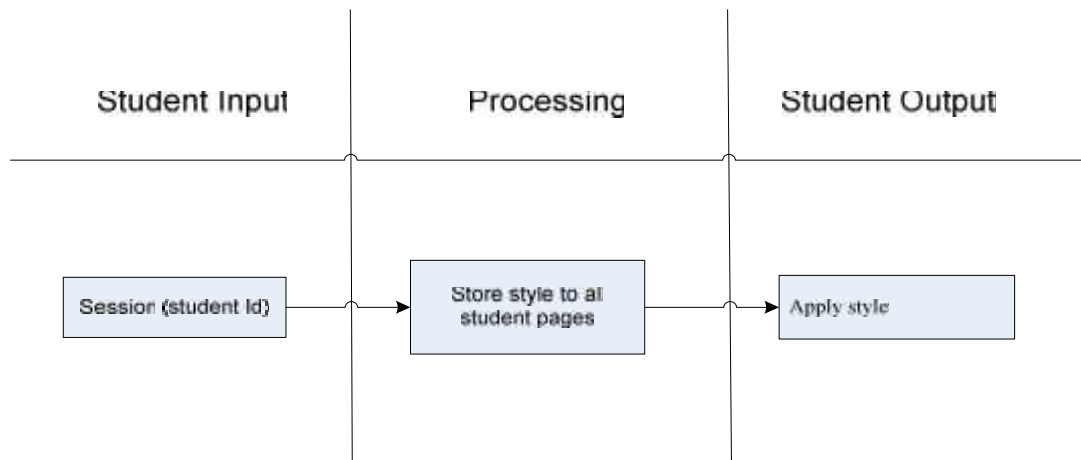 Student Input
Processing
Student Output
Session (student Id)
Store style to all
student pages
Apply style